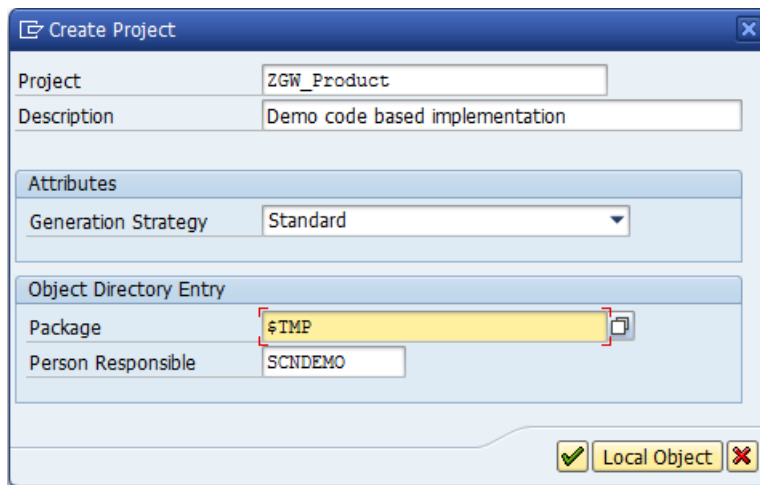 Create Project
Project ZGW_Product
Description Demo code based implementation
Attributes
Generation Strategy Standard
Object Directory Entry
Package $TMP
Person Responsible SCNDEMO
Local Object